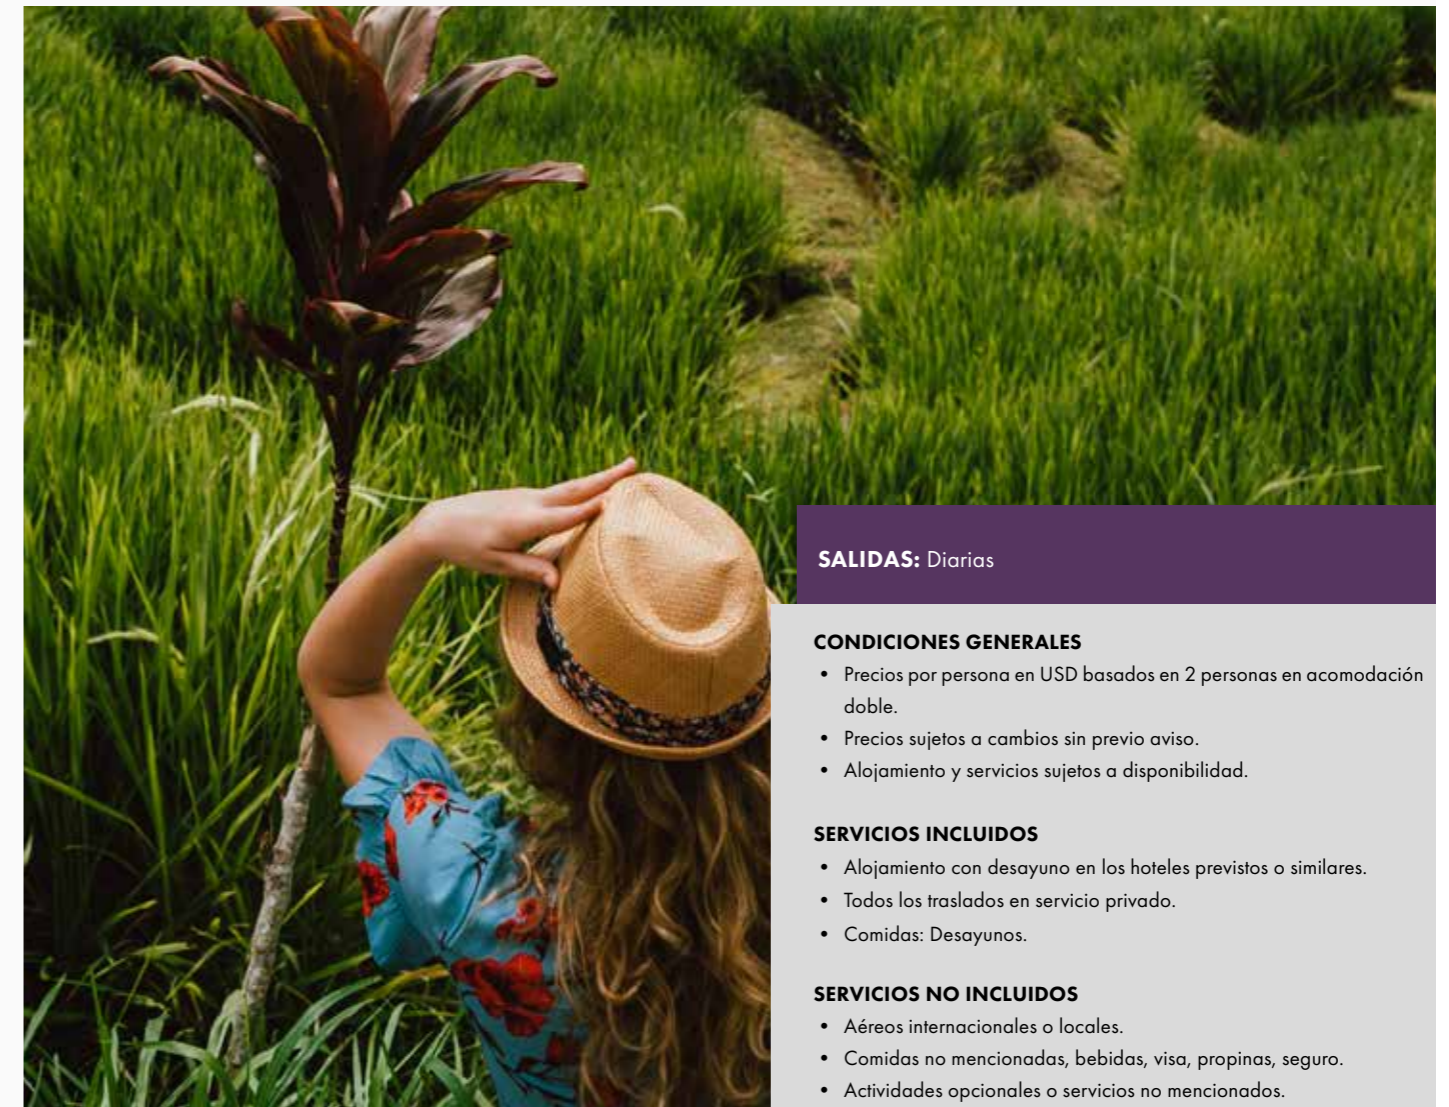 SALIDAS: Diarias
CONDICIONES GENERALES
• Precios por persona en USD basados en 2 personas en acomodación
doble.
• Precios sujetos a cambios sin previo aviso.
• Alojamiento y servicios sujetos a disponibilidad.
SERVICIOS INCLUIDOS
• Alojamiento con desayuno en los hoteles previstos o similares.
• Todos los traslados en servicio privado.
• Comidas: Desayunos.
SERVICIOS NO INCLUIDOS
• Aéreos internacionales o locales.
• Comidas no mencionadas, bebidas, visa, propinas, seguro.
• Actividades opcionales o servicios no mencionados.